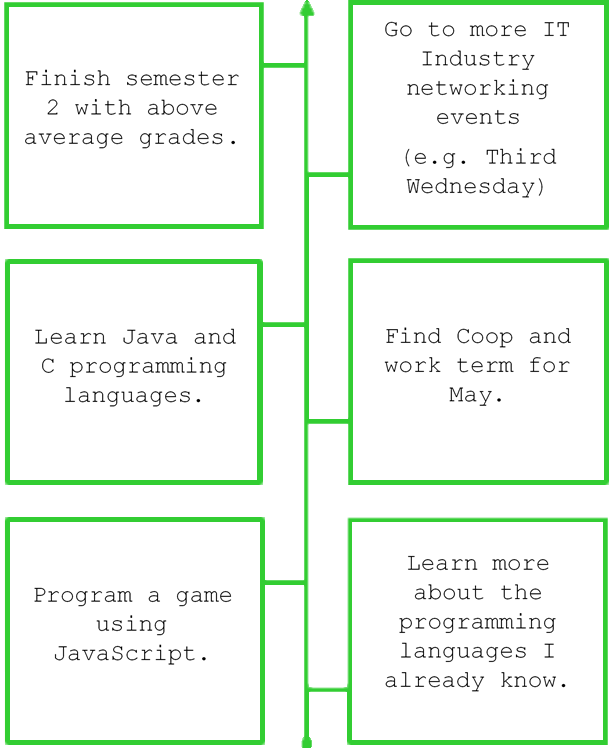 Finish semester
2 with above
average grades.
Go to more IT
Industry
networking
events
(e.g. Third
Wednesday)
Learn Java and
C programming
languages.
Find Coop and
work term for
May.
Program a game
using
JavaScript.
Learn more
about the
programming
languages I
already know.